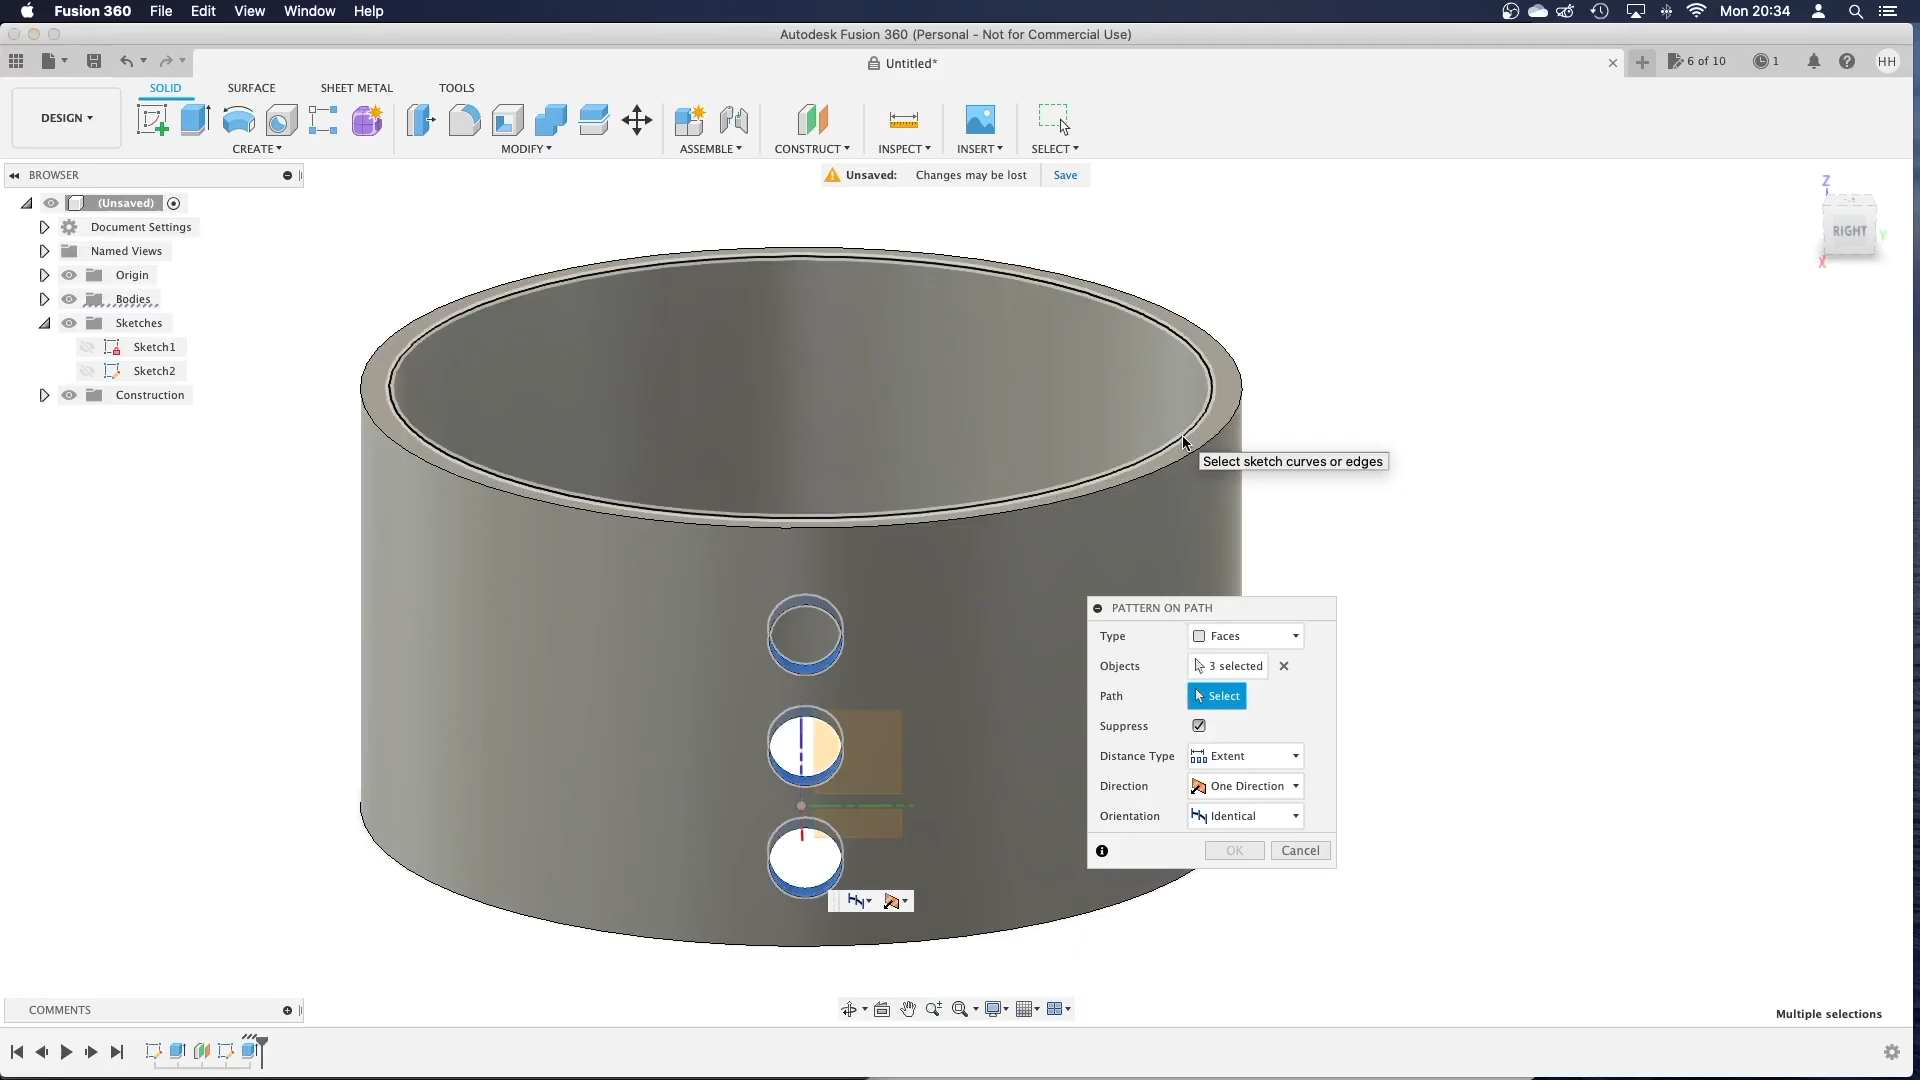 Fusion 360 File Edit View Window Help Mon 20:34
Autodesk Fusion 360 (Personal - Not for Commercial Use)
Untitled* 6 of 10 1 HH
SOLID SURFACE SHEET METAL TOOLS
DESIGN
CREATE MODIFY ASSEMBLE CONSTRUCT INSPECT INSERT SELECT
BROWSER
Unsaved: Changes may be lost Save
(Unsaved)
Document Settings
Named Views
Origin
Bodies
Sketches
Sketch1
Sketch2
Construction
Z
RIGHT
Y
X
Select sketch curves or edges
PATTERN ON PATH
Type Faces
Objects 3 selected
Path Select
Suppress
Distance Type Extent
Direction One Direction
Orientation Identical
OK Cancel
COMMENTS
Multiple selections